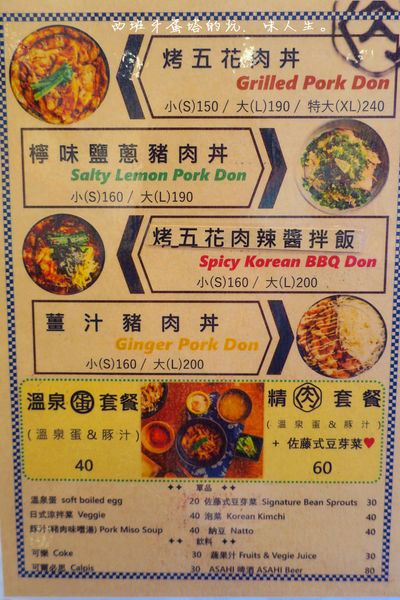 西班牙蛋塔的玩。味人生。
肉
烤五花肉丼
Grilled Pork Don
小(S)150 / 大(L)190 / 特大(XL)240
檸味鹽蔥豬肉丼
Salty Lemon Pork Don
小(S)160 / 大(L)190
烤五花肉辣醬拌飯
Spicy Korean BBQ Don
小(S)160 / 大(L)200
薑汁豬肉丼
Ginger Pork Don
小(S)160 / 大(L)200
溫泉蛋套餐
(溫泉蛋&豚汁)
40
精肉套餐
(溫泉蛋&豚汁)
+ 佐藤式豆芽菜♥
60
單品
溫泉蛋 soft boiled egg 20
佐藤式豆芽菜 Signature Bean Sprouts 30
日式涼拌菜 Veggie 40
泡菜 Korean Kimchi 40
豚汁(豬肉味噌湯) Pork Miso Soup 40
納豆 Natto 40
飲料
可樂 Coke 30
蔬果汁 Fruits & Vegie Juice 30
可爾必思 Calpis 30
ASAHI 啤酒 ASAHI Beer 80